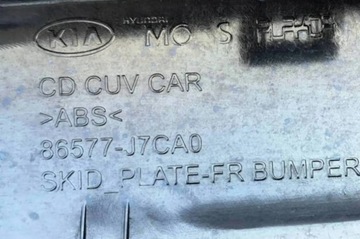 KIA HYUNDAI MO S
CD CUV CAR
>ABS<
86577-J7CA0
SKID_PLATE-FR BUMPER